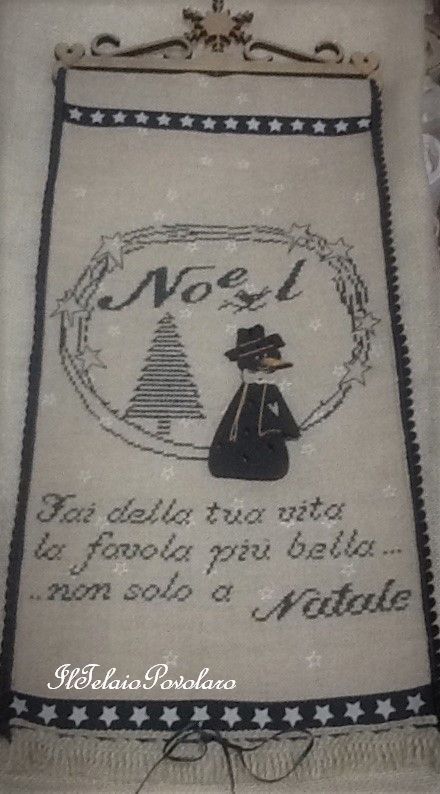 Noel
Fai della tua vita
la favola più bella...
..non solo a Natale
IlTelaioPovolaro